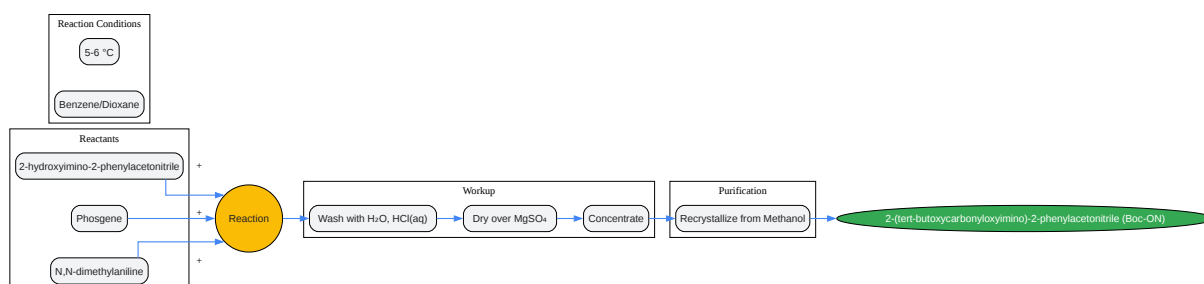 Reaction Conditions
5-6 °C
Benzene/Dioxane
Reactants
2-hydroxyimino-2-phenylacetonitrile
+
Phosgene
+
N,N-dimethylaniline
+
Reaction
Workup
Wash with H₂O, HCl(aq)
Dry over MgSO₄
Concentrate
Purification
Recrystallize from Methanol
2-(tert-butoxycarbonyloxyimino)-2-phenylacetonitrile (Boc-ON)